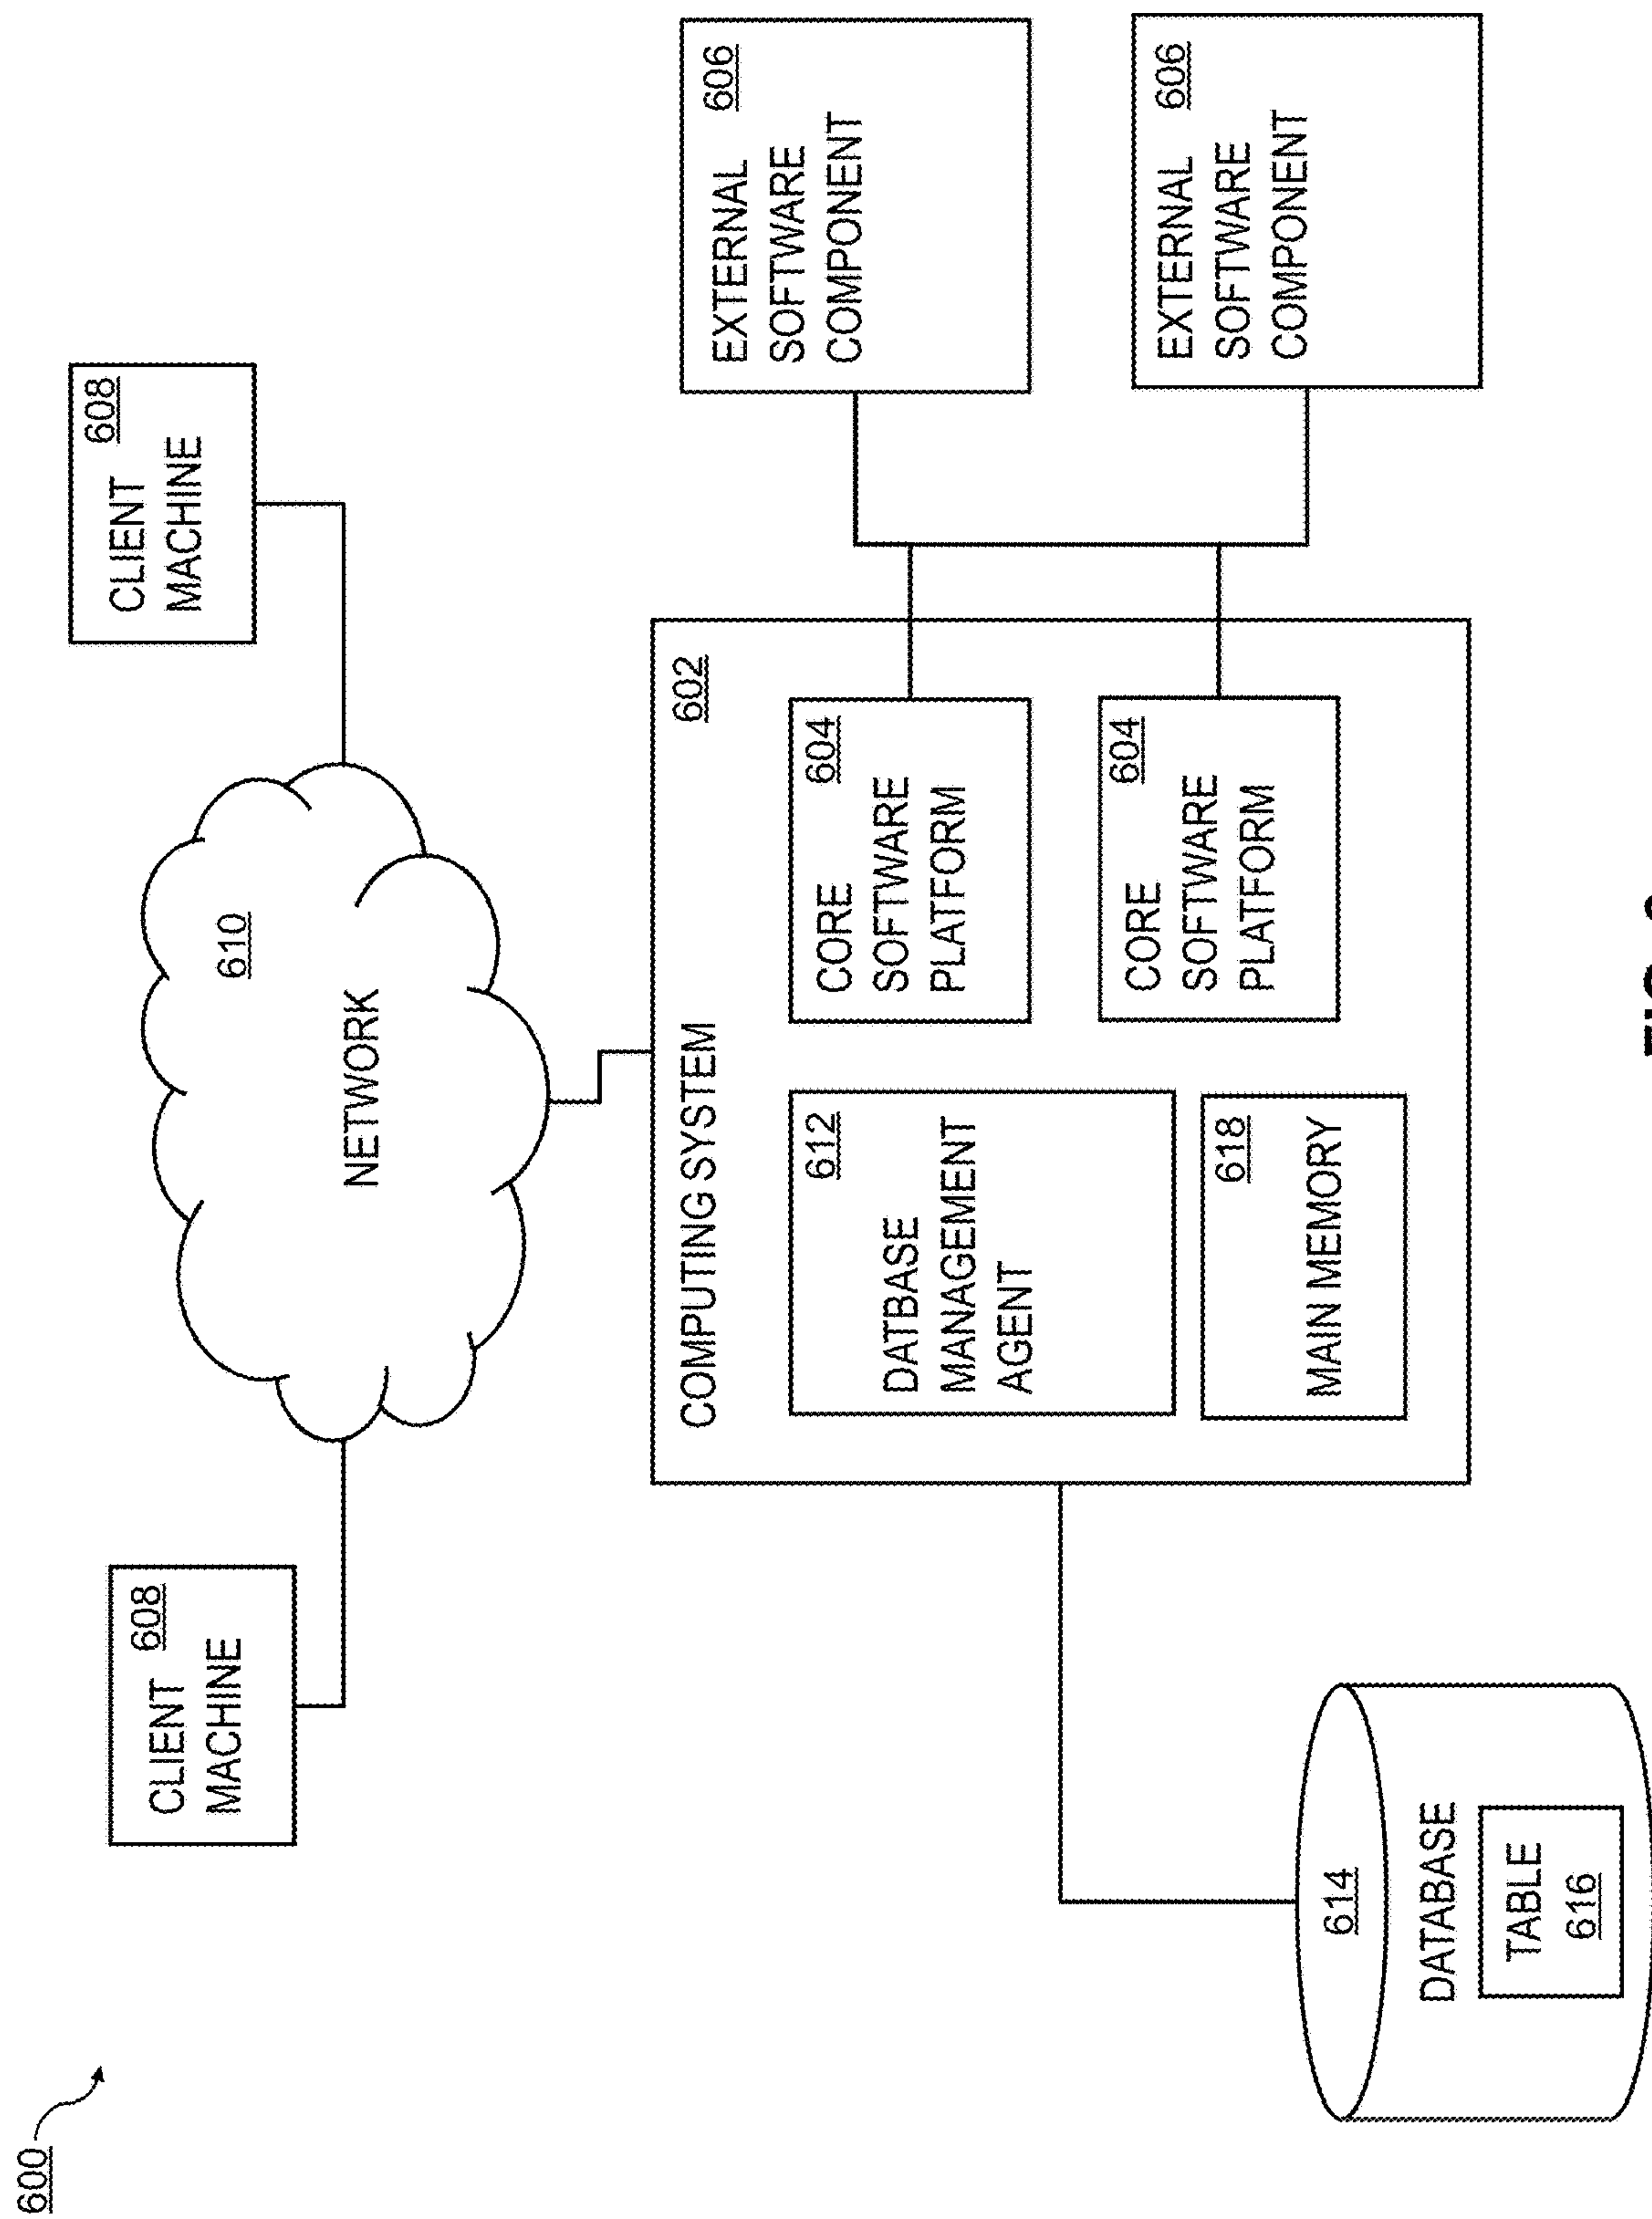 600
CLIENT 608
MACHINE
CLIENT 608
MACHINE
610
NETWORK
COMPUTING SYSTEM 602
612
DATBASE
MANAGEMENT
AGENT
604
CORE
SOFTWARE
PLATFORM
618
MAIN MEMORY
604
CORE
SOFTWARE
PLATFORM
EXTERNAL 606
SOFTWARE
COMPONENT
EXTERNAL 606
SOFTWARE
COMPONENT
614
DATABASE
TABLE
616